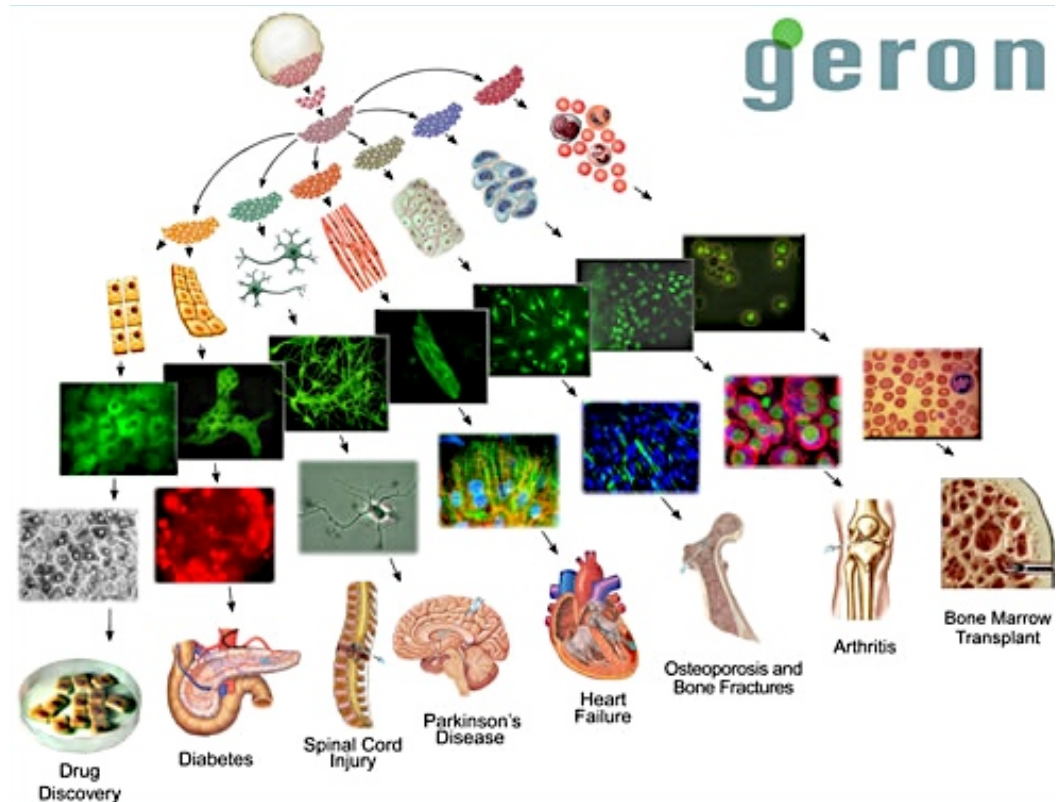 geron
Drug
Discovery
Diabetes
Spinal Cord
Injury
Parkinson's
Disease
Heart
Failure
Osteoporosis and
Bone Fractures
Arthritis
Bone Marrow
Transplant